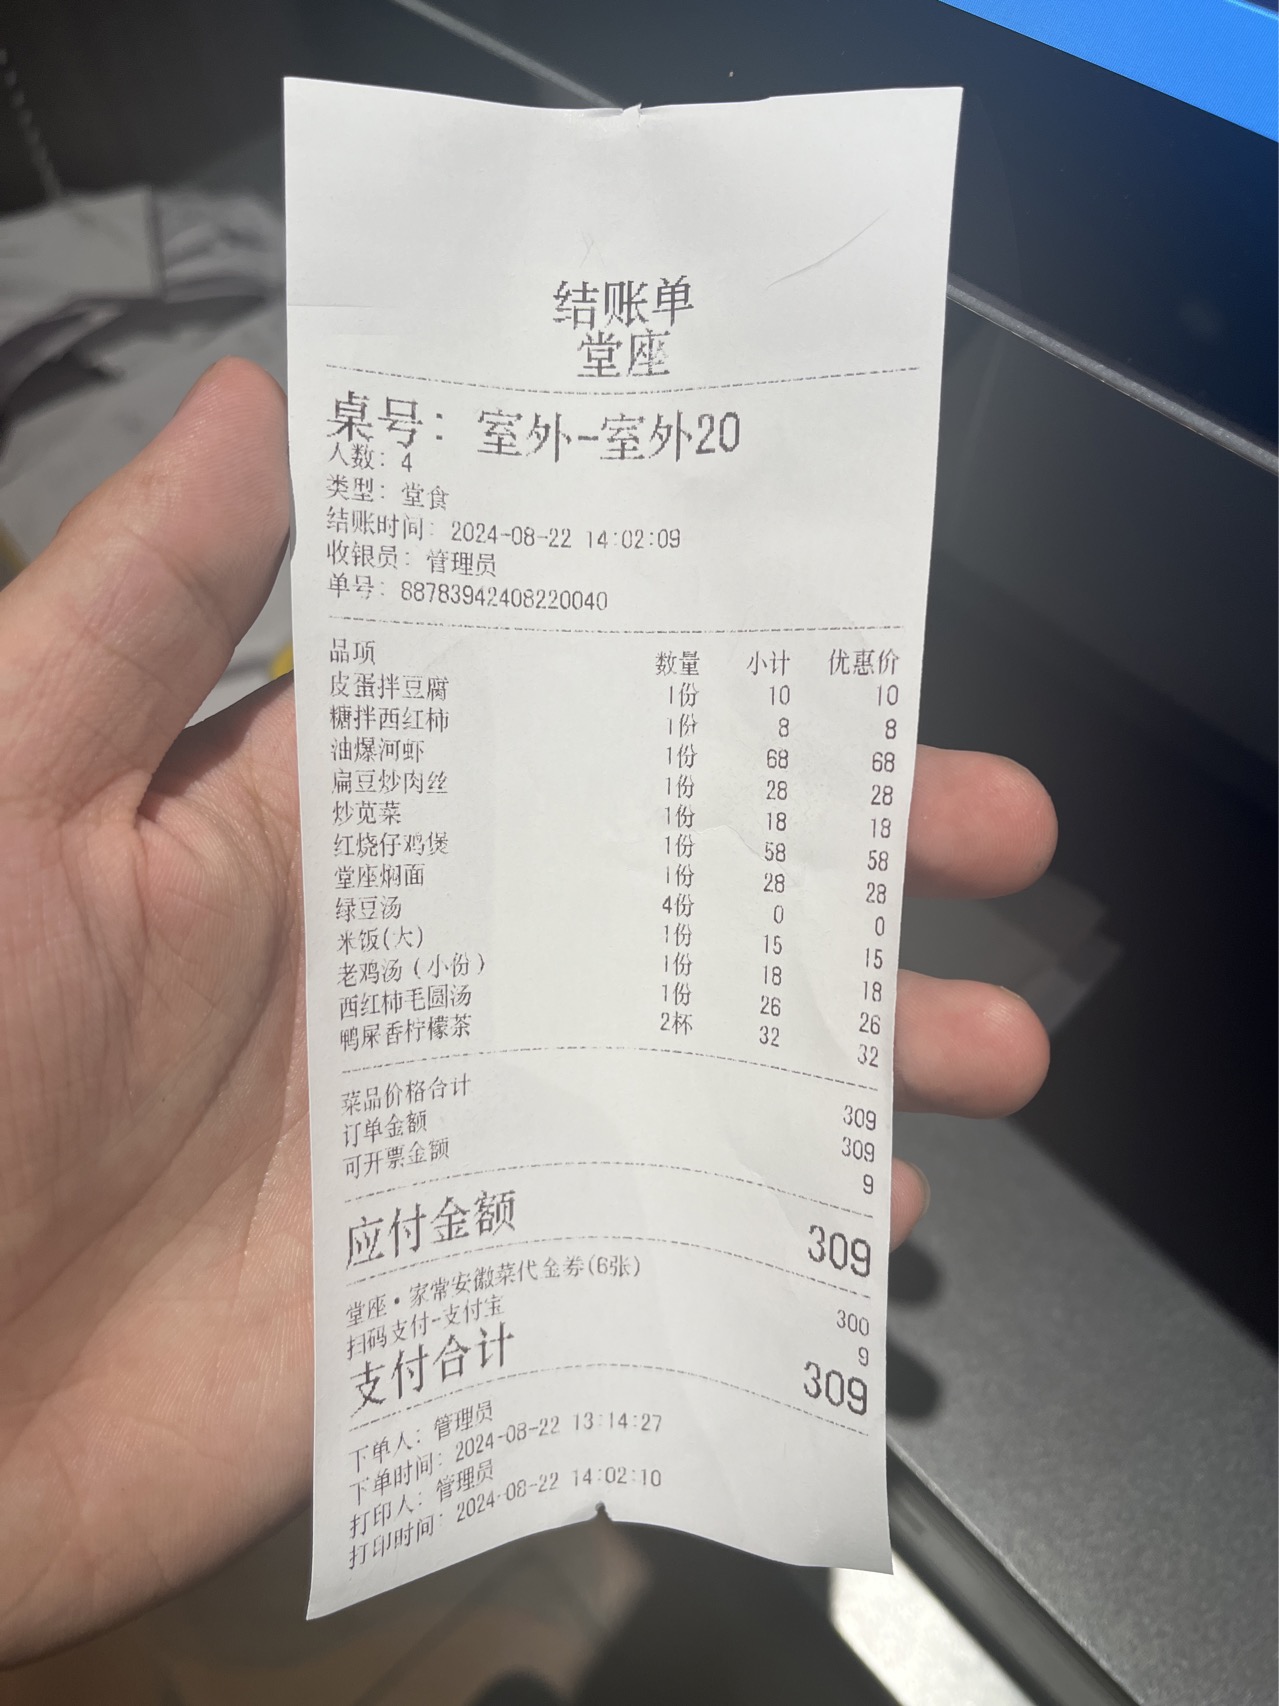 结账单
堂座
桌号: 室外-室外20
人数: 4
类型: 堂食
结账时间: 2024-08-22 14:02:09
收银员: 管理员
单号: 88783942408220040
品项 数量 小计 优惠价
皮蛋拌豆腐 1份 10 10
糖拌西红柿 1份 8 8
油爆河虾 1份 68 68
扁豆炒肉丝 1份 28 28
炒苋菜 1份 18 18
红烧仔鸡煲 1份 58 58
堂座焖面 1份 28 28
绿豆汤 4份 0 0
米饭(大) 1份 15 15
老鸡汤（小份） 1份 18 18
西红柿毛圆汤 1份 26 26
鸭屎香柠檬茶 2杯 32 32
菜品价格合计 309
订单金额 309
可开票金额 9
应付金额 309
堂座•家常安徽菜代金券(6张) 300
扫码支付-支付宝 9
支付合计 309
下单人: 管理员
下单时间: 2024-08-22 13:14:27
打印人: 管理员
打印时间: 2024-08-22 14:02:10